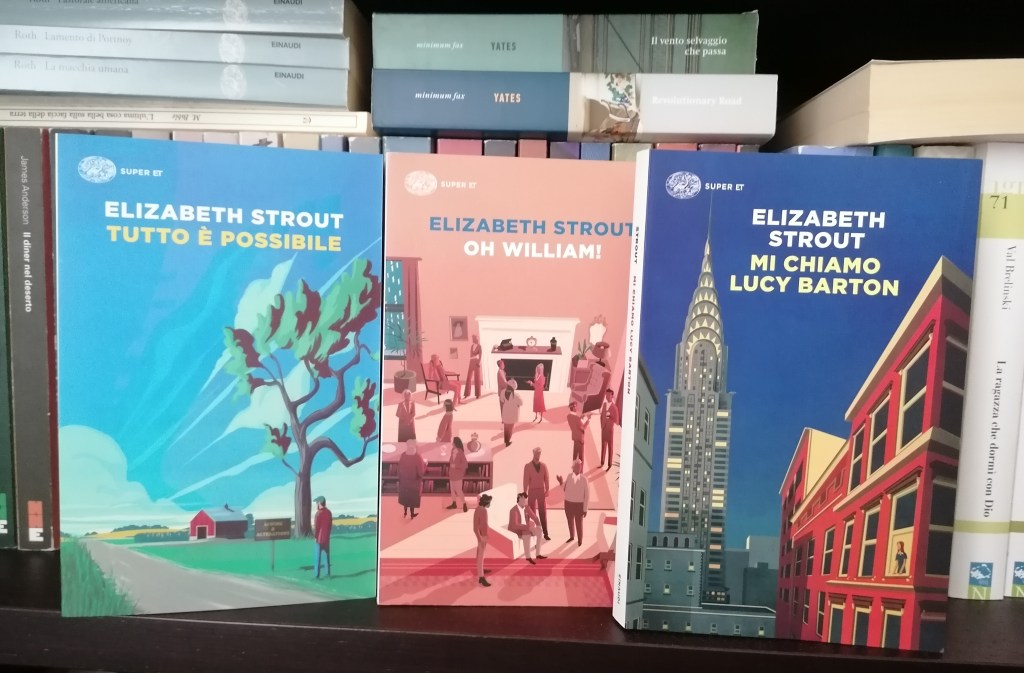 Roth Pastorale americana EINAUDI
Roth Lamento di Portnoy EINAUDI
Roth La macchia umana EINAUDI
M. Pablo L'ultima cosa bella sulla faccia della terra
minimum fax YATES Il vento selvaggio
che passa
minimum fax YATES Revolutionary Road
James Anderson Il diner nel deserto
E
SUPER ET
ELIZABETH STROUT
TUTTO È POSSIBILE
SUPER ET
ELIZABETH STROUT
OH WILLIAM!
STROUT MI CHIAMO LUCY BARTON EINAUDI
SUPER ET
ELIZABETH
STROUT
MI CHIAMO
LUCY BARTON
71
Val Brelinski La ragazza che dormì con Dio
N